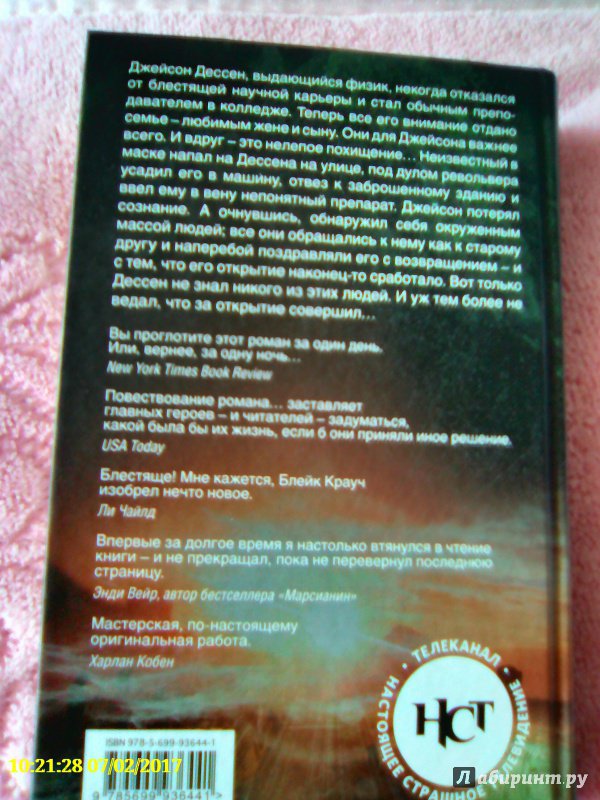 Джейсон Дессен, выдающийся физик, некогда отказался
от блестящей научной карьеры и стал обычным препо-
давателем в колледже. Теперь все его внимание отдано
семье – любимым жене и сыну. Они для Джейсона важнее
всего. И вдруг – это нелепое похищение... Неизвестный в
маске напал на Дессена на улице, под дулом револьвера
усадил его в машину, отвез к заброшенному зданию и
ввел ему в вену непонятный препарат. Джейсон потерял
сознание. А очнувшись, обнаружил себя окруженным
массой людей; все они обращались к нему как к старому
другу и наперебой поздравляли его с возвращением – и
с тем, что его открытие наконец-то сработало. Вот только
Дессен не знал никого из этих людей. И уж тем более не
ведал, что за открытие совершил...
Вы проглотите этот роман за один день.
Или, вернее, за одну ночь...
New York Times Book Review
Повествование романа... заставляет
главных героев – и читателей – задуматься,
какой была бы их жизнь, если б они приняли иное решение.
USA Today
Блестяще! Мне кажется, Блейк Крауч
изобрел нечто новое.
Ли Чайлд
Впервые за долгое время я настолько втянулся в чтение
книги – и не прекращал, пока не перевернул последнюю
страницу.
Энди Вейр, автор бестселлера «Марсианин»
Мастерская, по-настоящему
оригинальная работа.
Харлан Кобен
• ТЕЛЕКАНАЛ •
НАСТОЯЩЕЕ СТРАШНОЕ ТЕЛЕВИДЕНИЕ
НСТ
ISBN 978-5-699-93644-1
9 785699 936441 >
10:21:28 07/02/2017
Лабиринт.ру